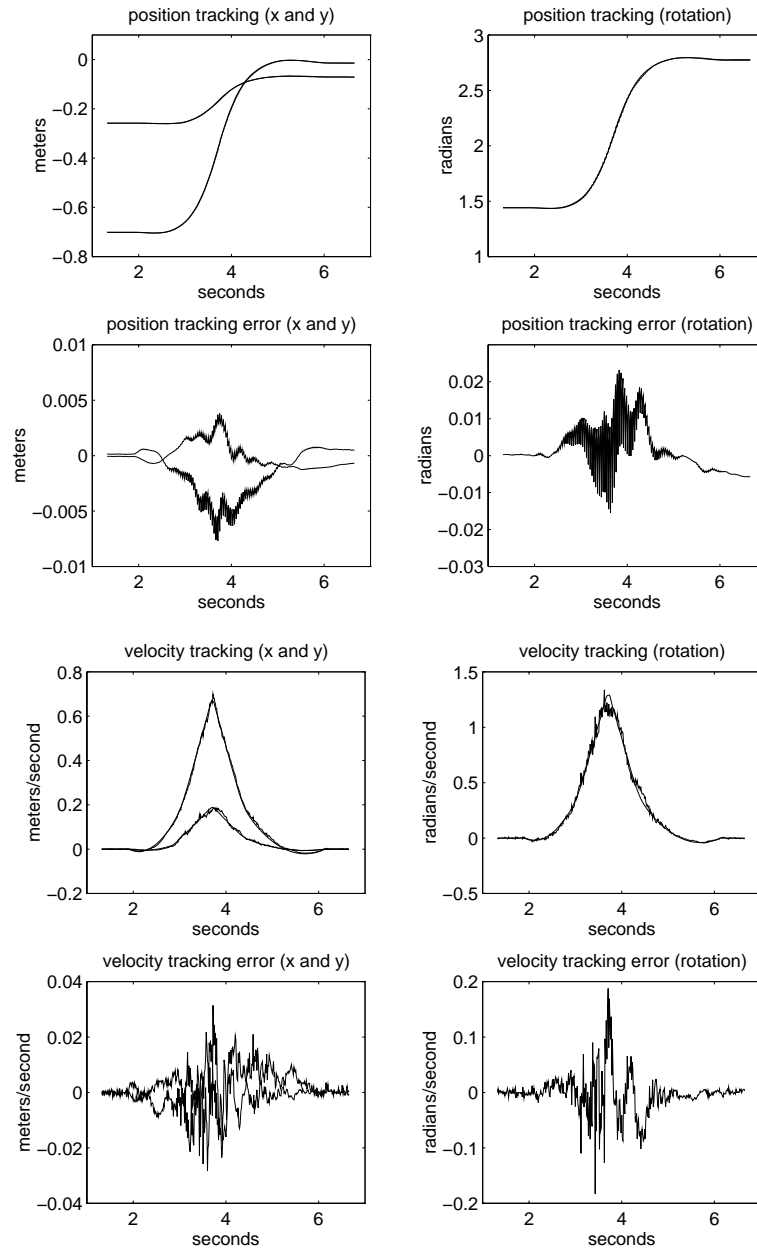 position tracking (x and y)
0
−0.2
−0.4
−0.6
−0.8
meters
2 4 6
seconds
position tracking (rotation)
3
2.5
2
1.5
1
radians
2 4 6
seconds
position tracking error (x and y)
0.01
0.005
0
−0.005
−0.01
meters
2 4 6
seconds
position tracking error (rotation)
0.02
0.01
0
−0.01
−0.02
−0.03
radians
2 4 6
seconds
velocity tracking (x and y)
0.8
0.6
0.4
0.2
0
−0.2
meters/second
2 4 6
seconds
velocity tracking (rotation)
1.5
1
0.5
0
−0.5
radians/second
2 4 6
seconds
velocity tracking error (x and y)
0.04
0.02
0
−0.02
−0.04
meters/second
2 4 6
seconds
velocity tracking error (rotation)
0.2
0.1
0
−0.1
−0.2
radians/second
2 4 6
seconds